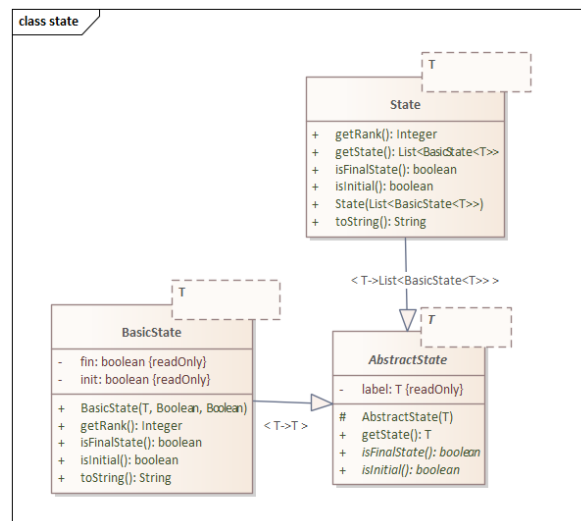 class state
T
State
+ getRank(): Integer
+ getState(): List<BasicState<T>>
+ isFinalState(): boolean
+ isInitial(): boolean
+ State(List<BasicState<T>>)
+ toString(): String
< T->List<BasicState<T>> >
T
BasicState
- fin: boolean {readOnly}
- init: boolean {readOnly}
+ BasicState(T, Boolean, Boolean)
+ getRank(): Integer
+ isFinalState(): boolean
+ isInitial(): boolean
+ toString(): String
< T->T >
T
AbstractState
- label: T {readOnly}
# AbstractState(T)
+ getState(): T
+ isFinalState(): boolean
+ isInitial(): boolean